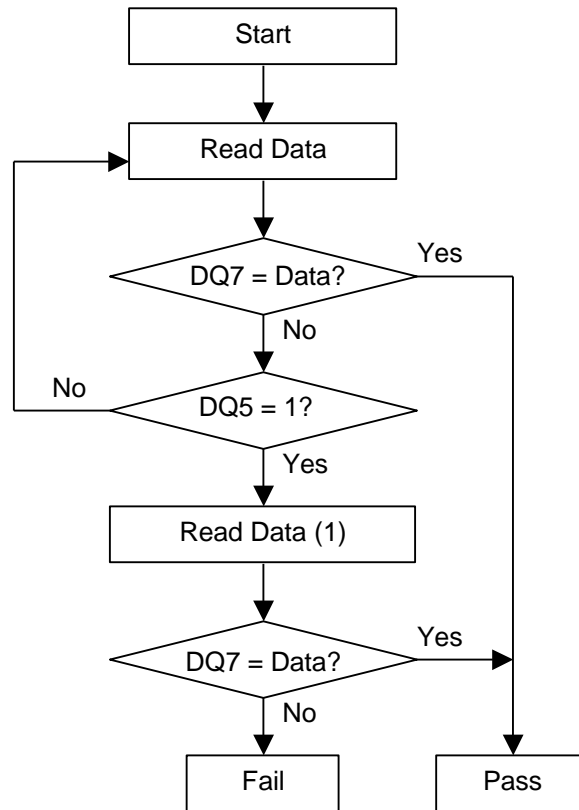 Start
Read Data
DQ7 = Data?
Yes
No
No
DQ5 = 1?
Yes
Read Data (1)
DQ7 = Data?
Yes
No
Fail
Pass